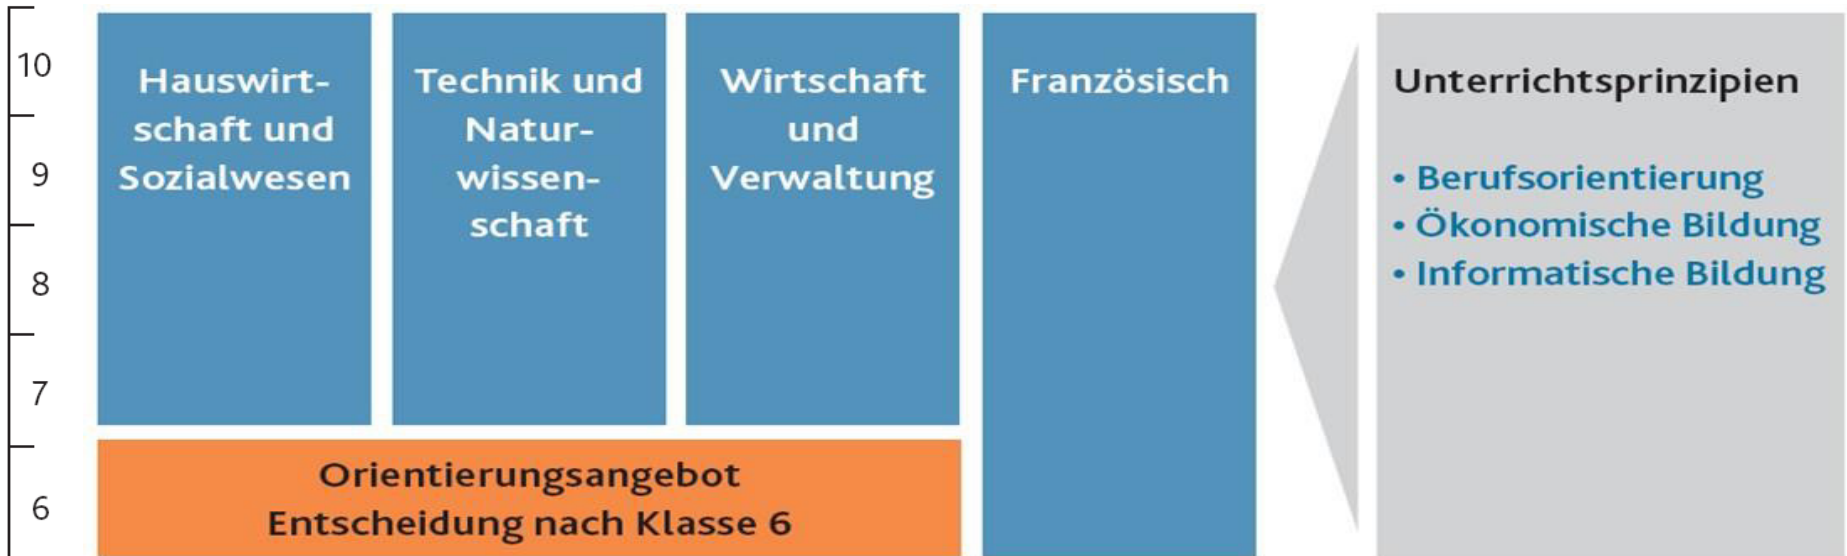 10
9
8
7
6
Hauswirt-
schaft und
Sozialwesen
Technik und
Natur-
wissen-
schaft
Wirtschaft
und
Verwaltung
Französisch
Orientierungsangebot
Entscheidung nach Klasse 6
Unterrichtsprinzipien
• Berufsorientierung
• Ökonomische Bildung
• Informatische Bildung